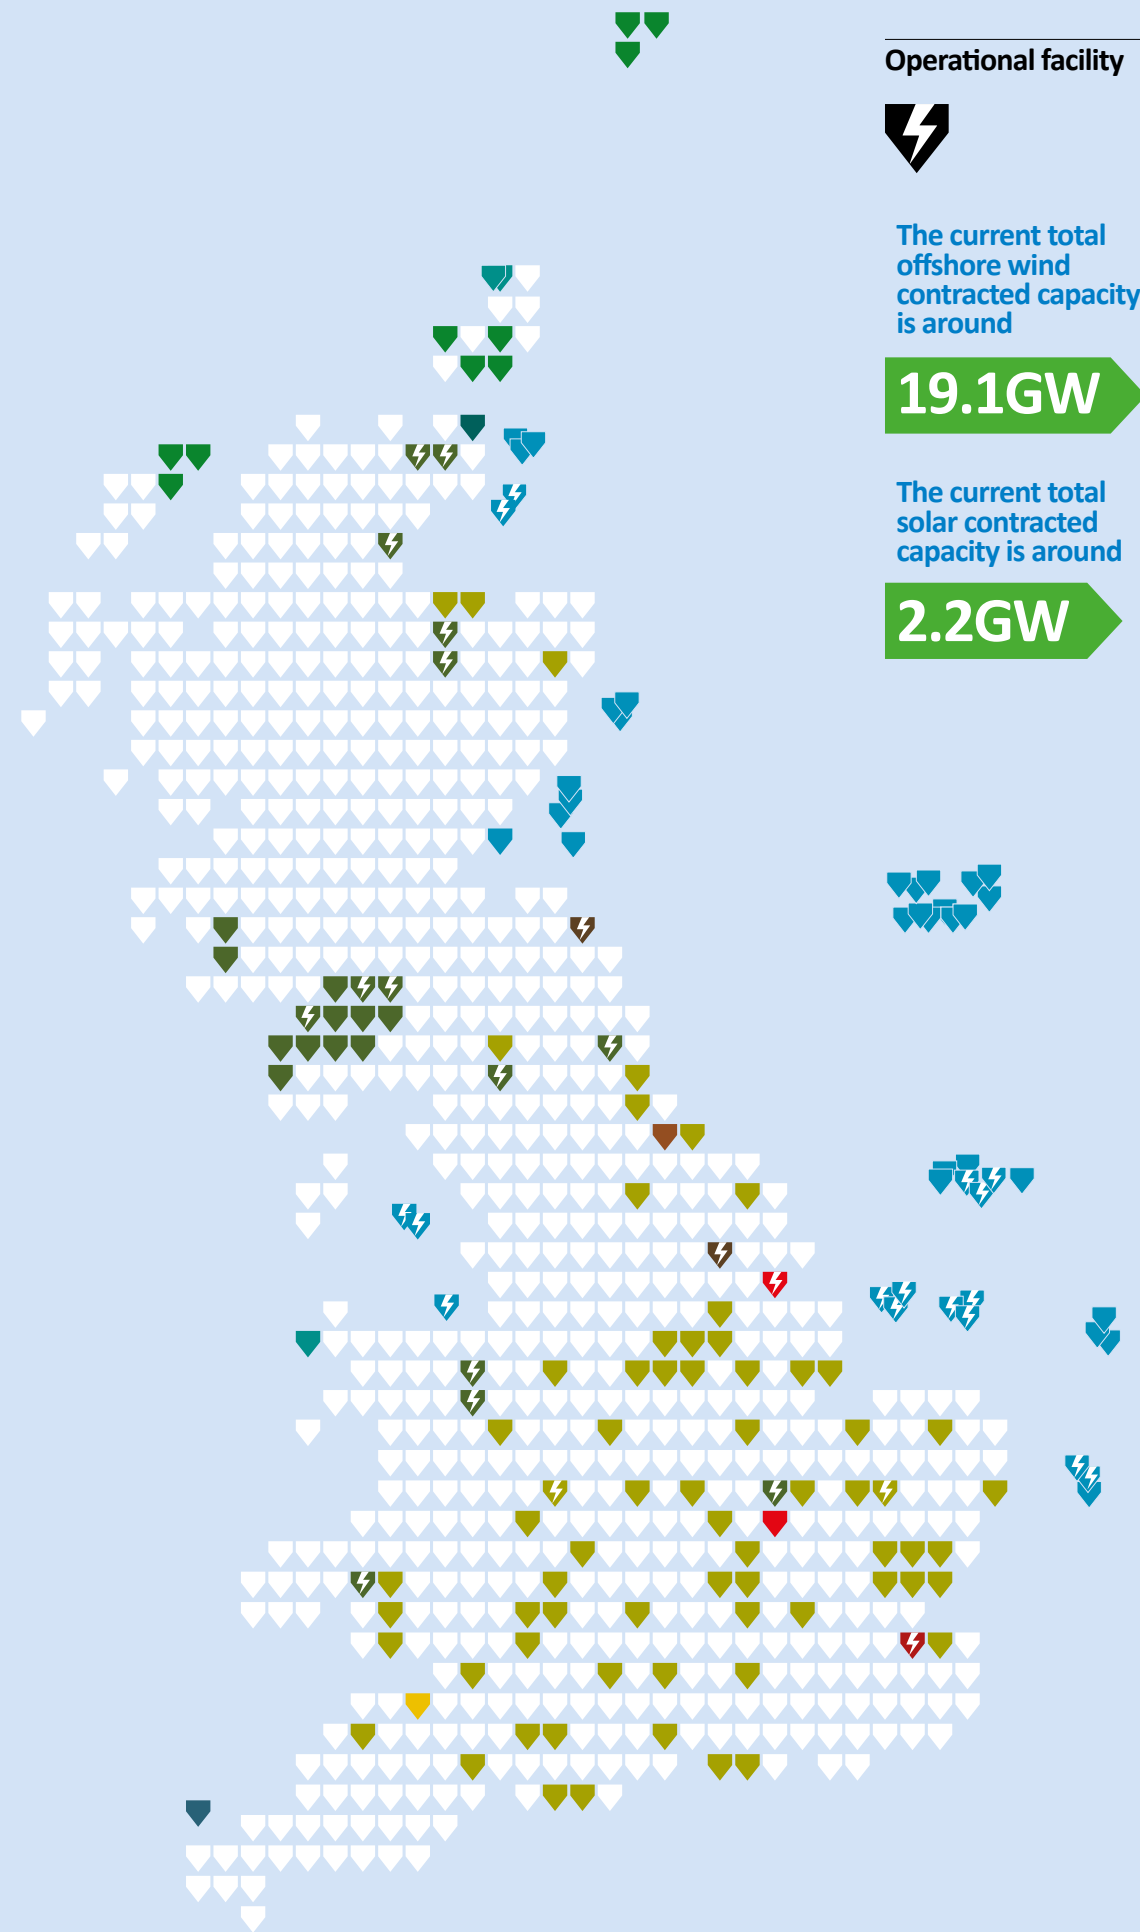 Operational facility
The current total
offshore wind
contracted capacity
is around
19.1GW
The current total
solar contracted
capacity is around
2.2GW